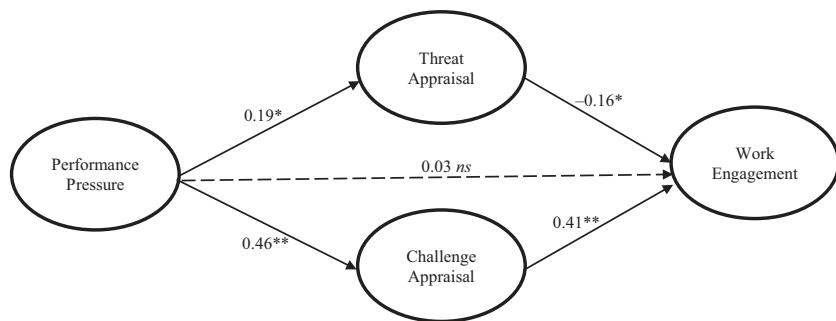 Threat
Appraisal
0.19*
–0.16*
Performance
Pressure
0.03 ns
Work
Engagement
0.46**
0.41**
Challenge
Appraisal